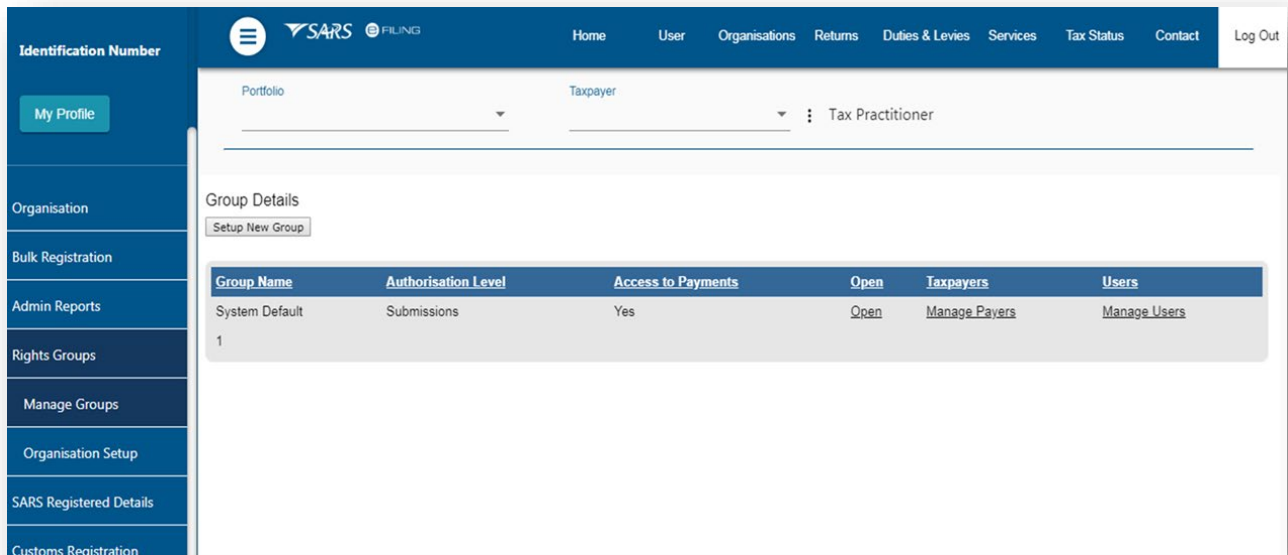 Identification Number
My Profile
Organisation
Bulk Registration
Admin Reports
Rights Groups
Manage Groups
Organisation Setup
SARS Registered Details
Customs Registration
SARS e FILING
Home User Organisations Returns Duties & Levies Services Tax Status Contact Log Out
Portfolio Taxpayer
Tax Practitioner
Group Details
Setup New Group
Group Name Authorisation Level Access to Payments Open Taxpayers Users
System Default Submissions Yes Open Manage Payers Manage Users
1